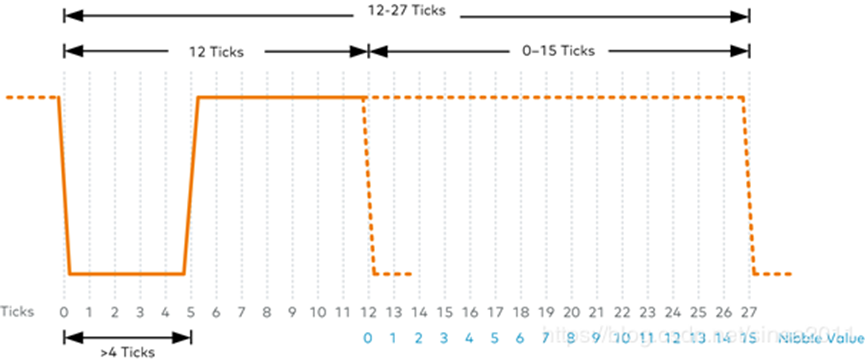 12-27 Ticks
12 Ticks
0–15 Ticks
Ticks 0 1 2 3 4 5 6 7 8 9 10 11 12 13 14 15 16 17 18 19 20 21 22 23 24 25 26 27
0 1 2 3 4 5 6 7 8 9 10 11 12 13 14 15 Nibble Value
>4 Ticks